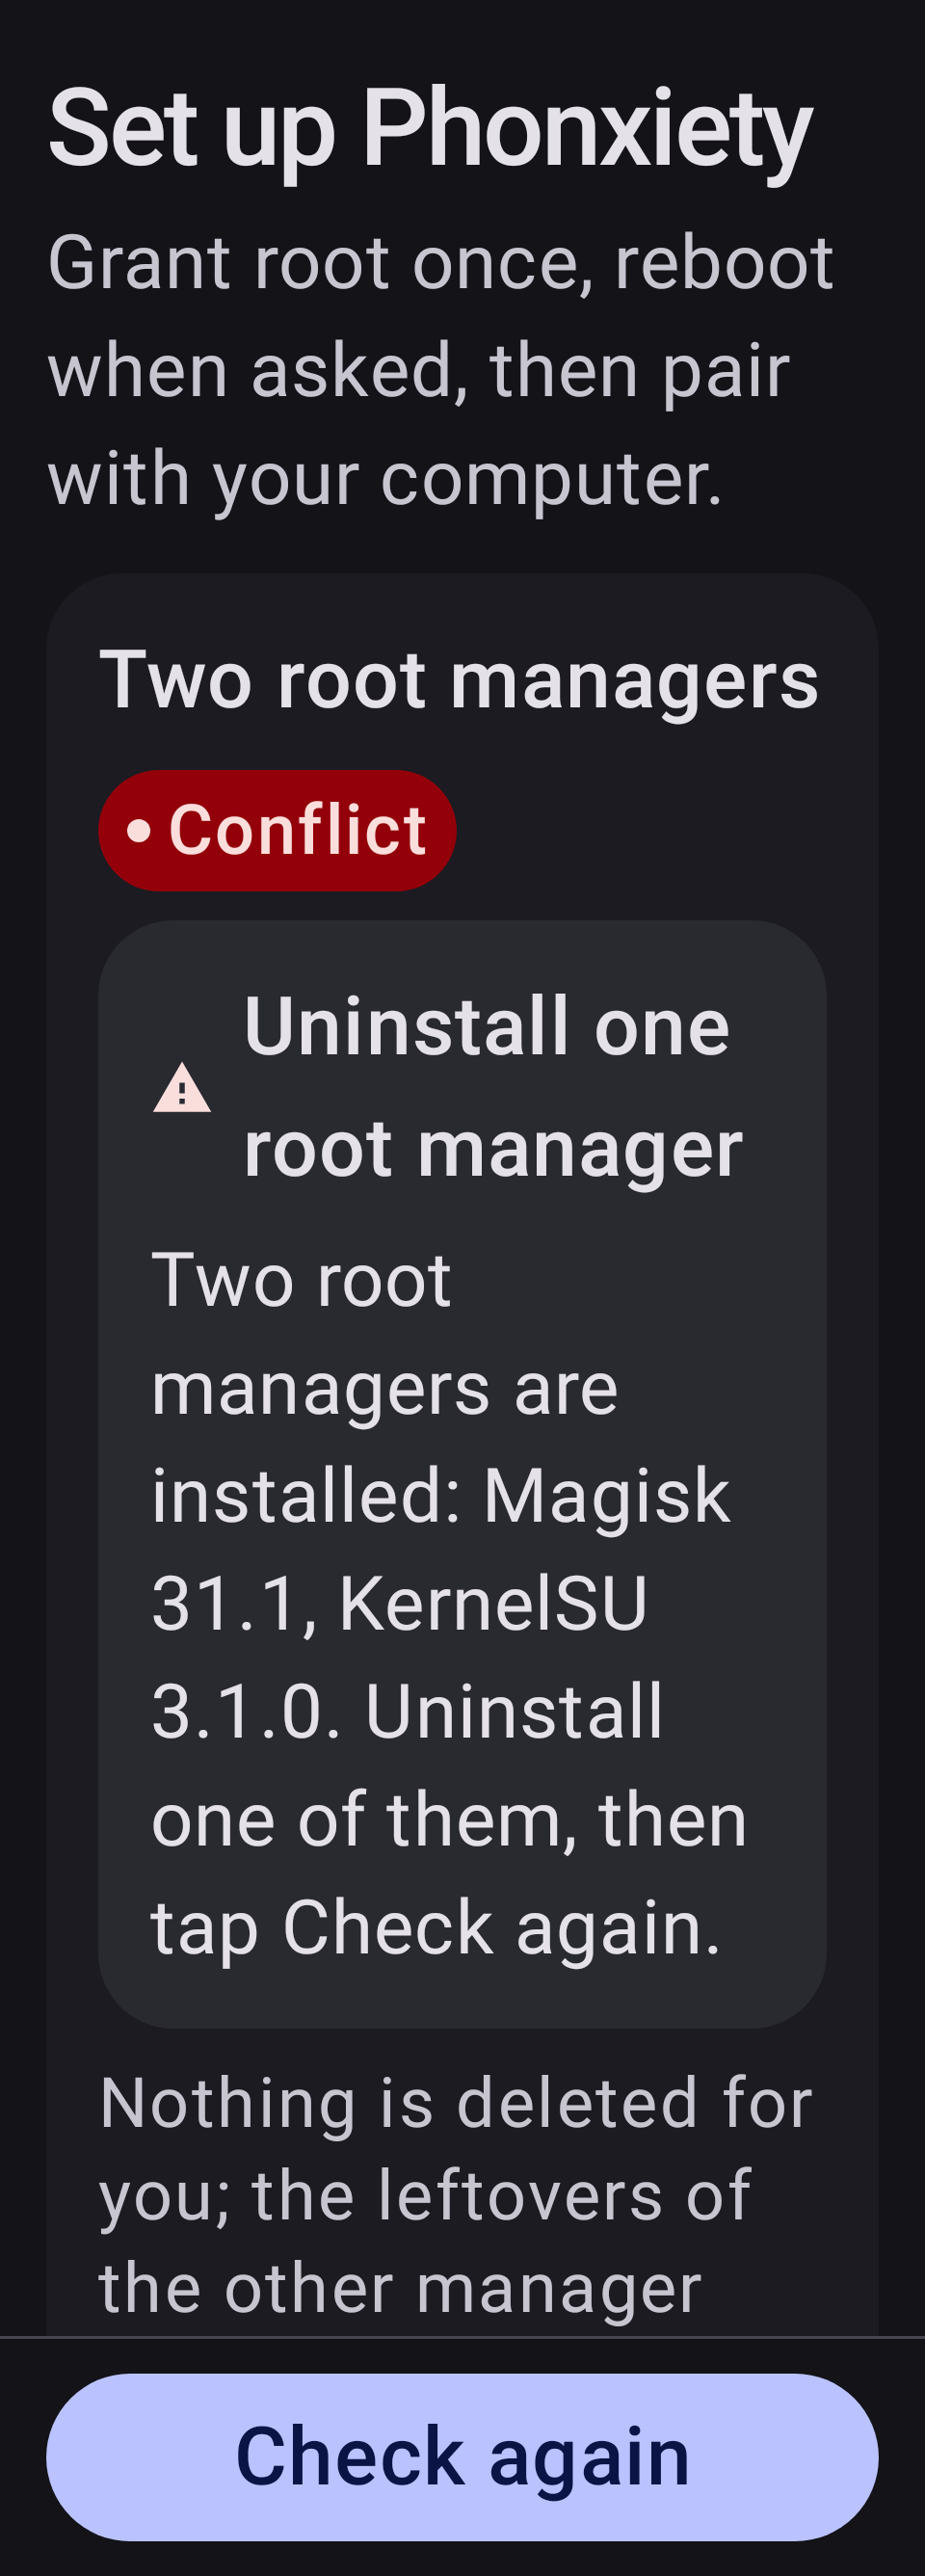 Set up Phonxiety
Grant root once, reboot
when asked, then pair
with your computer.
Two root managers
Conflict
Uninstall one
root manager
Two root
managers are
installed: Magisk
31.1, KernelSU
3.1.0. Uninstall
one of them, then
tap Check again.
Nothing is deleted for
you; the leftovers of
the other manager
Check again